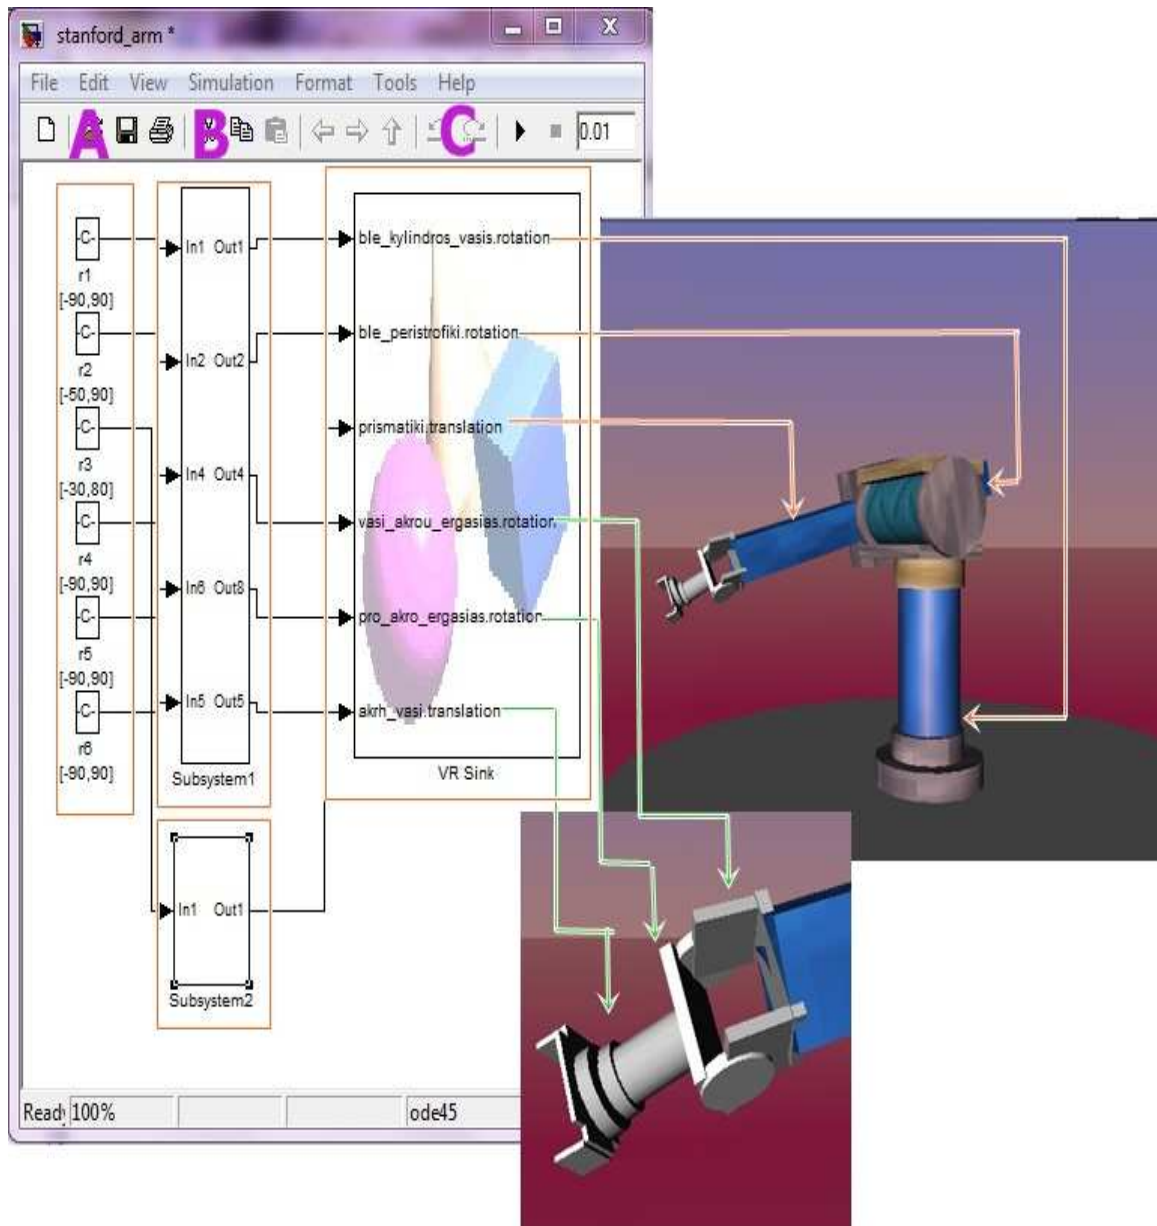 stanford_arm *
File Edit View Simulation Format Tools Help
A B C
0.01
-C-
r1
[-90,90]
-C-
r2
[-50,90]
-C-
r3
[-30,80]
-C-
r4
[-90,90]
-C-
r5
[-90,90]
-C-
r6
[-90,90]
In1 Out1
In2 Out2
In4 Out4
In6 Out8
In5 Out5
Subsystem1
ble_kylindros_vasis.rotation
ble_peristrofiki.rotation
prismatiki.translation
vasi_akrou_ergasias.rotation
pro_akro_ergasias.rotation
akrh_vasi.translation
VR Sink
In1 Out1
Subsystem2
Ready 100% ode45